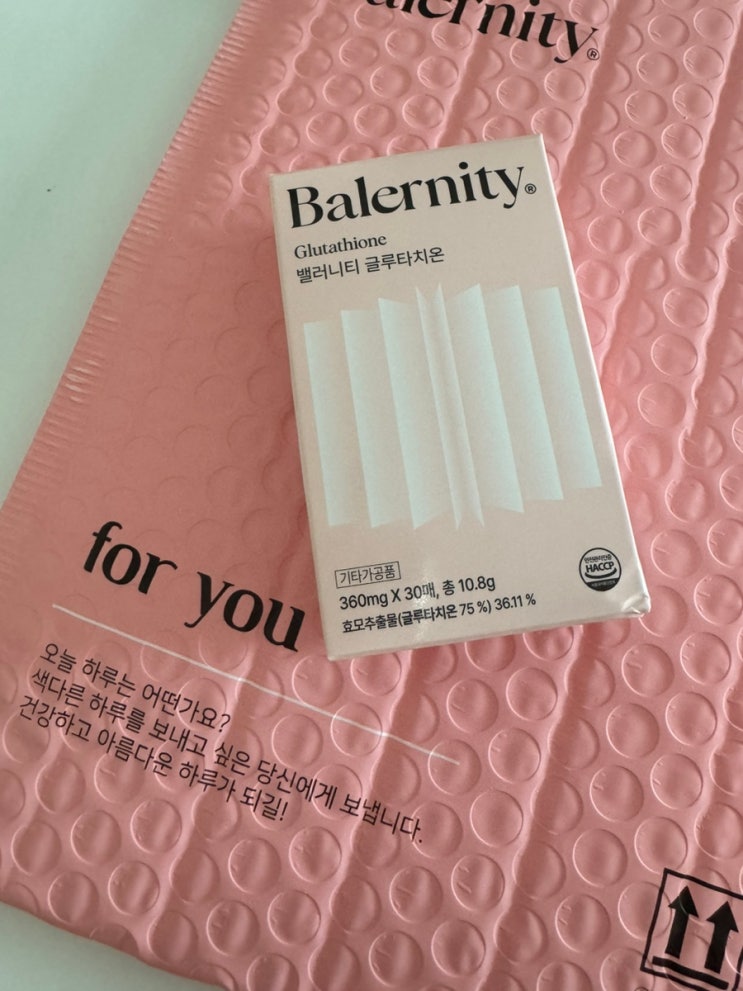 Balernity®
Balernity®
Glutathione
밸러니티 글루타치온
기타가공품
360mg X 30매, 총 10.8g
효모추출물(글루타치온 75 %) 36.11 %
HACCP
for you
오늘 하루는 어떤가요?
색다른 하루를 보내고 싶은 당신에게 보냅니다.
건강하고 아름다운 하루가 되길!